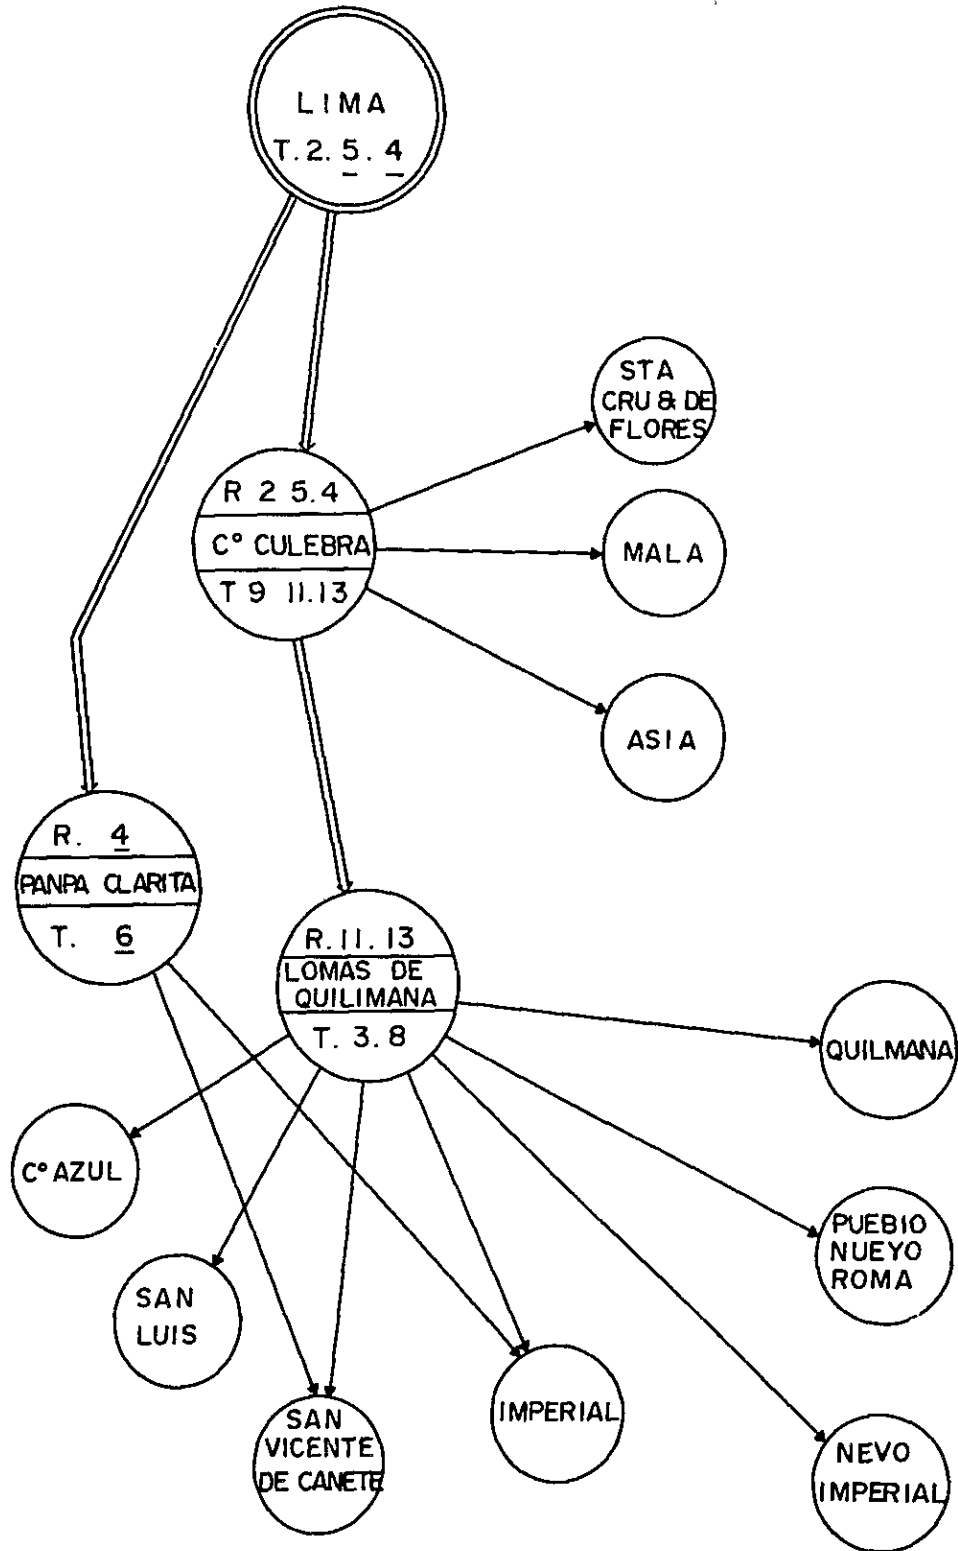 LIMA
T.2.5.4
STA
CRU & DE
FLORES
R 2 5.4
C° CULEBRA
T 9 11.13
MALA
ASIA
R. 4
PANPA CLARITA
T. 6
R.11.13
LOMAS DE
QUILIMANA
T. 3.8
QUILMANA
C° AZUL
PUEBIO
NUEYO
ROMA
SAN
LUIS
IMPERIAL
SAN
VICENTE
DE CANETE
NEVO
IMPERIAL